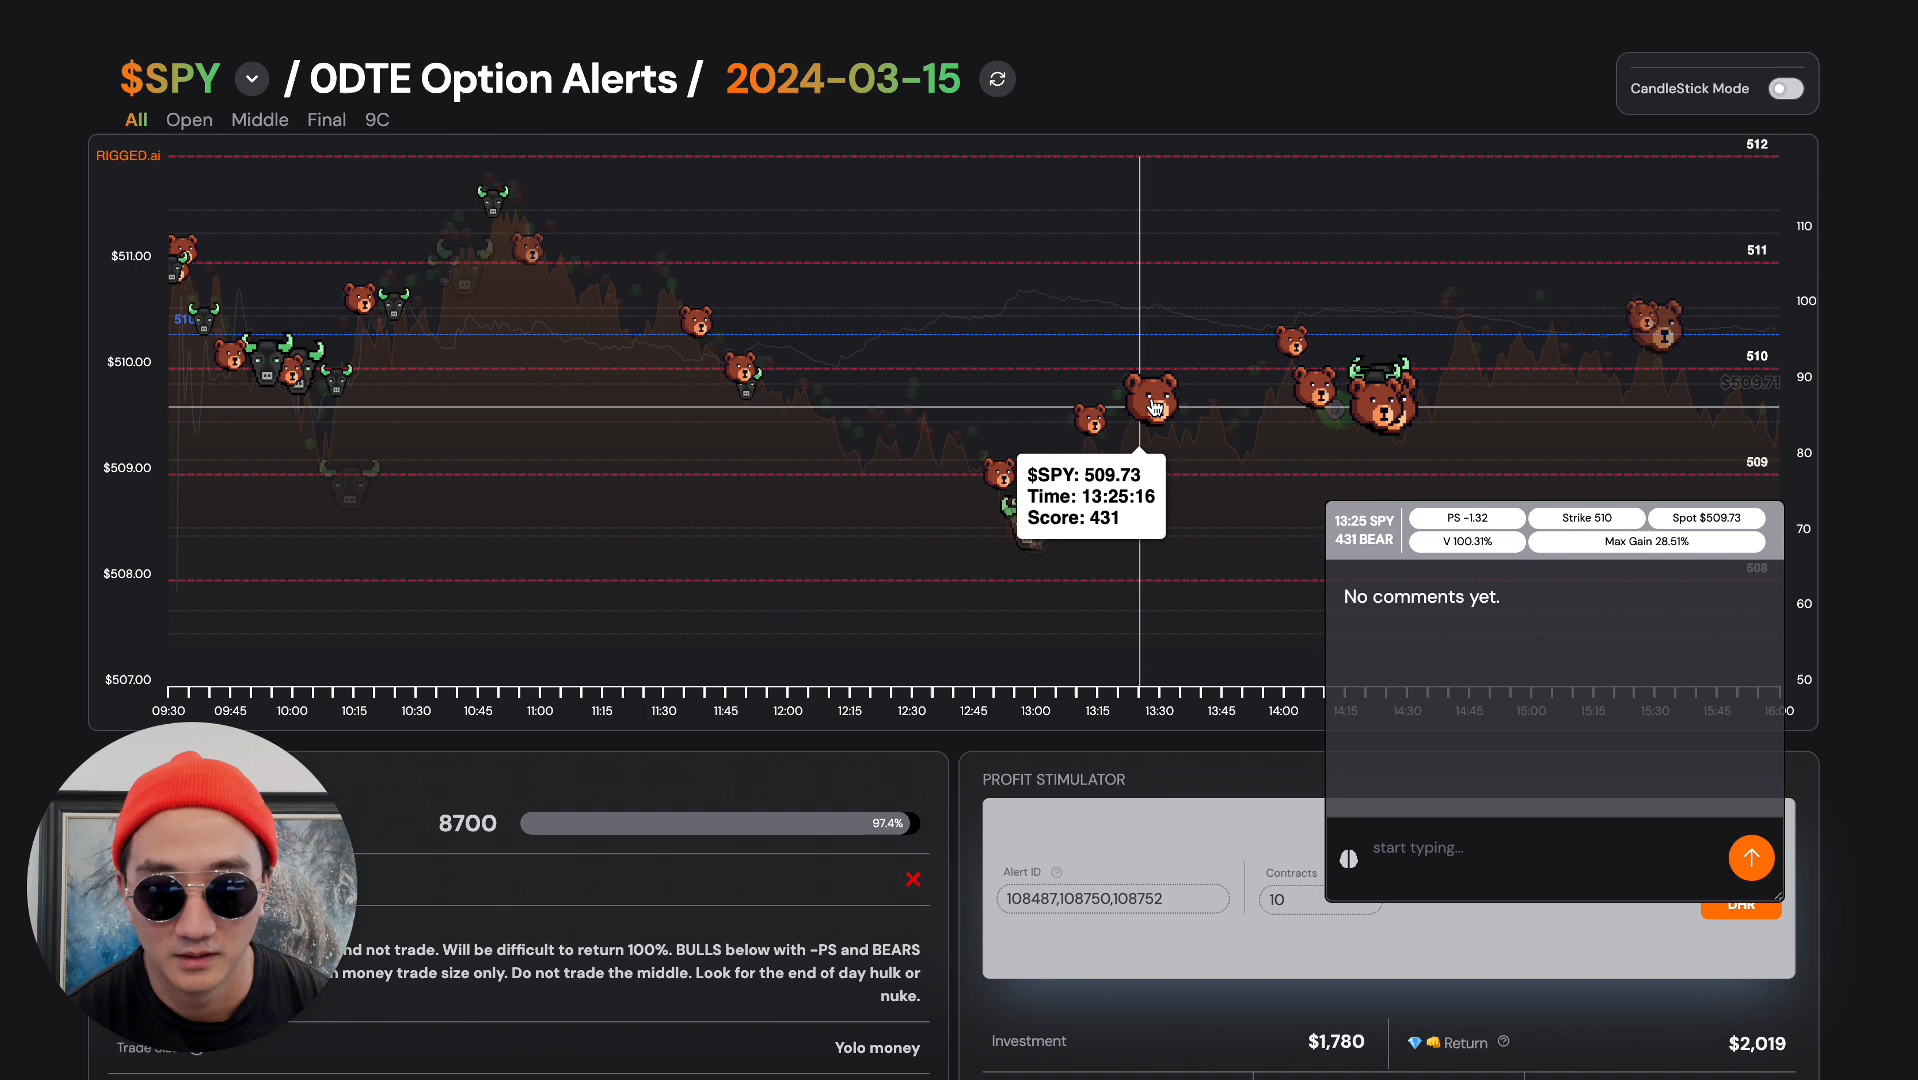 $SPY / 0DTE Option Alerts / 2024-03-15
CandleStick Mode
All Open Middle Final 9C
RIGGED.ai
512
$511.00
511
110
100
510
$510.00
510
90
$509.71
80
$509.00
509
$SPY: 509.73
Time: 13:25:16
Score: 431
13:25 SPY
431 BEAR
PS -1.32
Strike 510
Spot $509.73
V 100.31%
Max Gain 28.51%
70
508
$508.00
No comments yet.
60
$507.00
50
09:30 09:45 10:00 10:15 10:30 10:45 11:00 11:15 11:30 11:45 12:00 12:15 12:30 12:45 13:00 13:15 13:30 13:45 14:00 14:15 14:30 14:45 15:00 15:15 15:30 15:45 16:00
start typing...
8700
97.4%
nd not trade. Will be difficult to return 100%. BULLS below with -PS and BEARS
money trade size only. Do not trade the middle. Look for the end of day hulk or
nuke.
Yolo money
PROFIT STIMULATOR
Alert ID
108487,108750,108752
Contracts
10
DHR
Investment
$1,780
Return
$2,019